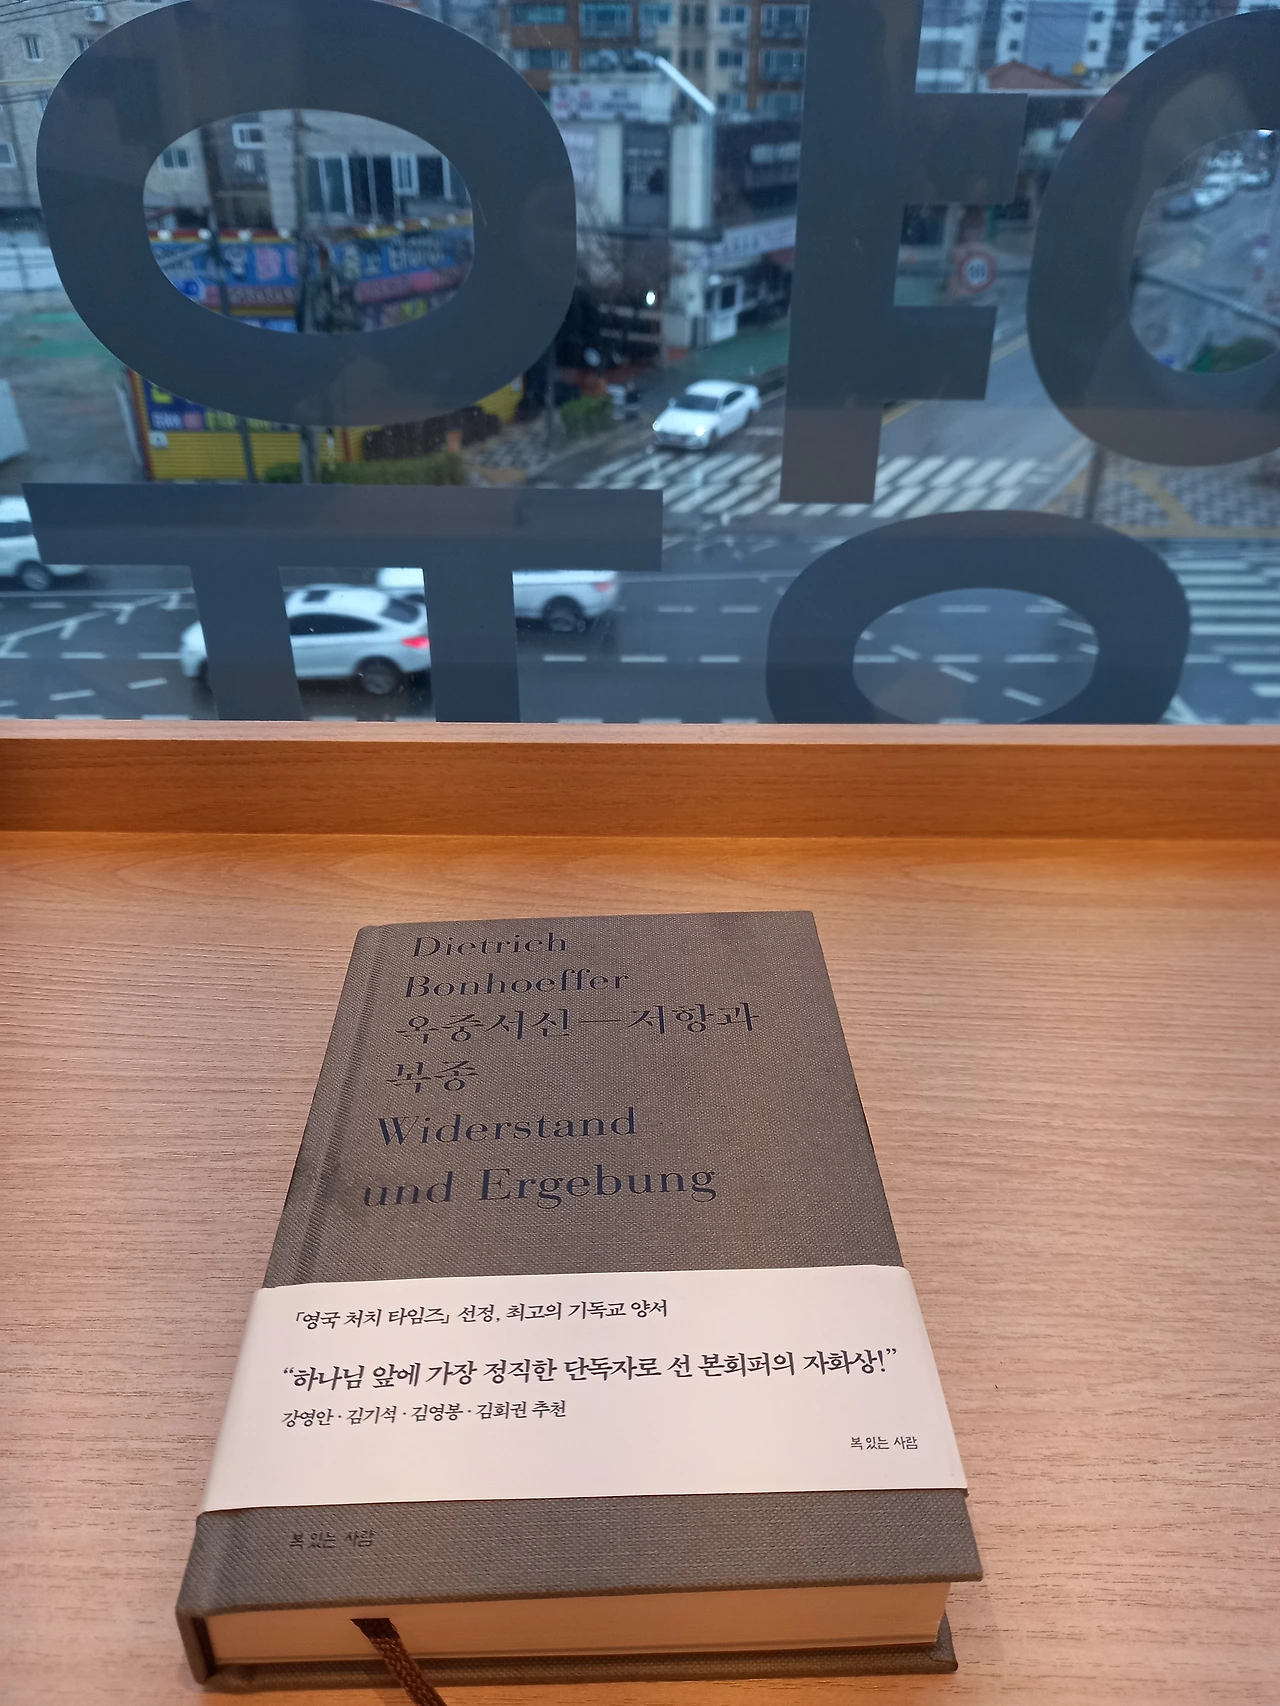 Dietrich
Bonhoeffer
옥중서신—저항과
복종
Widerstand
und Ergebung
「영국 처치 타임즈」 선정, 최고의 기독교 양서
“하나님 앞에 가장 정직한 단독자로 선 본회퍼의 자화상!”
강영안 · 김기석 · 김영봉 · 김회권 추천
복 있는 사람
복 있는 사람